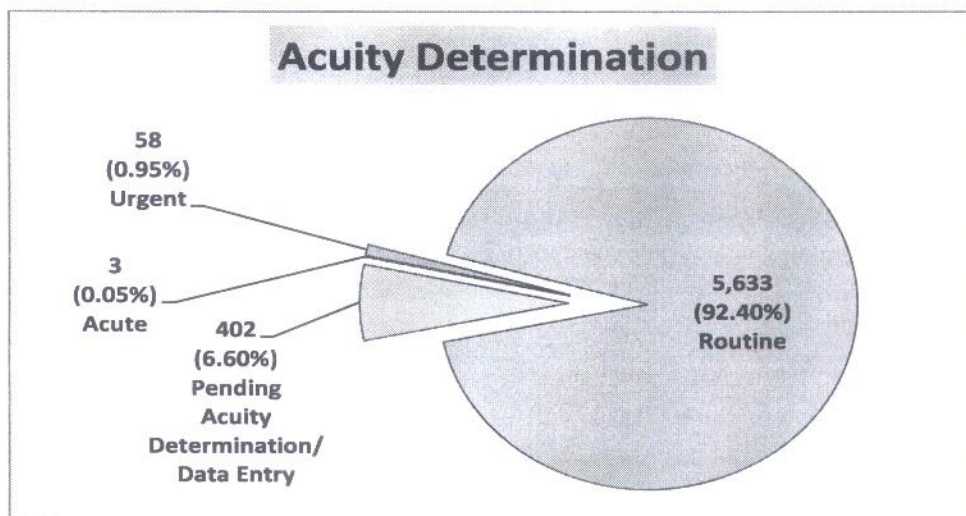 Acuity Determination
58
(0.95%)
Urgent
3
(0.05%)
Acute
402
(6.60%)
Pending
Acuity
Determination/
Data Entry
5,633
(92.40%)
Routine